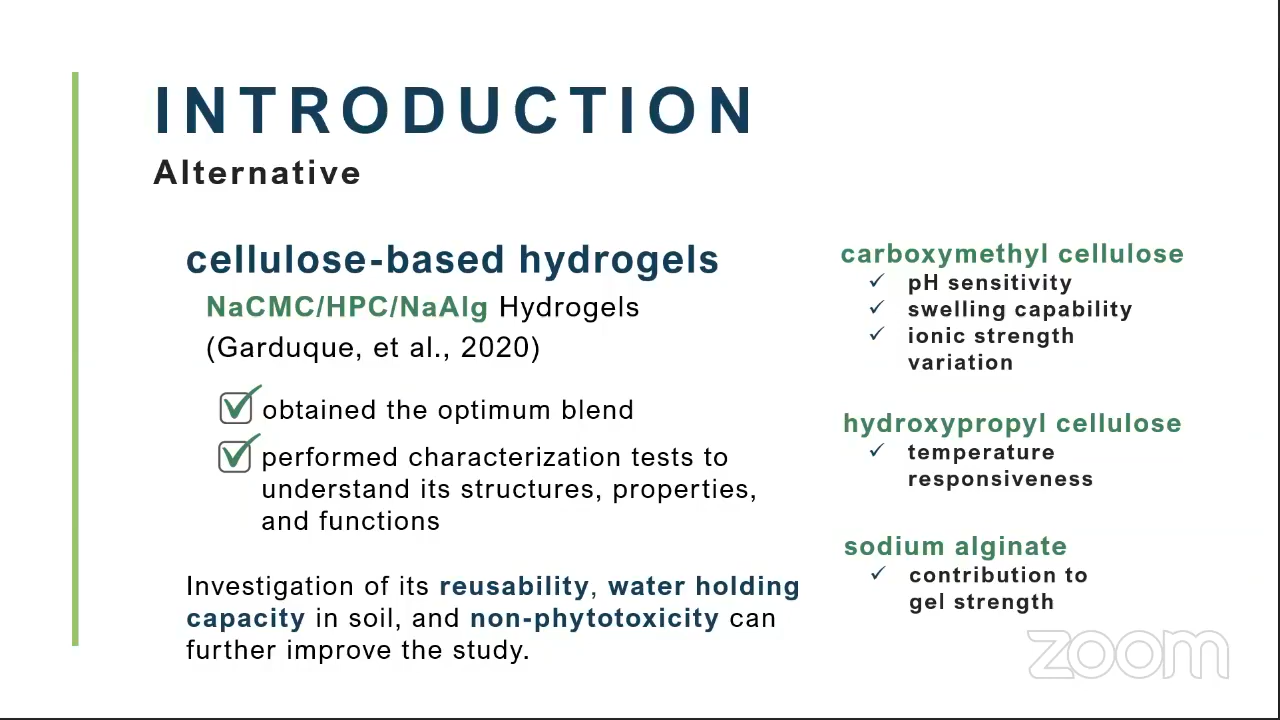 INTRODUCTION
Alternative
cellulose-based hydrogels
NaCMC/HPC/NaAlg Hydrogels
(Garduque, et al., 2020)
obtained the optimum blend
performed characterization tests to
understand its structures, properties,
and functions
Investigation of its reusability, water holding
capacity in soil, and non-phytotoxicity can
further improve the study.
carboxymethyl cellulose
✓ pH sensitivity
✓ swelling capability
✓ ionic strength
variation
hydroxypropyl cellulose
✓ temperature
responsiveness
sodium alginate
✓ contribution to
gel strength
zoom